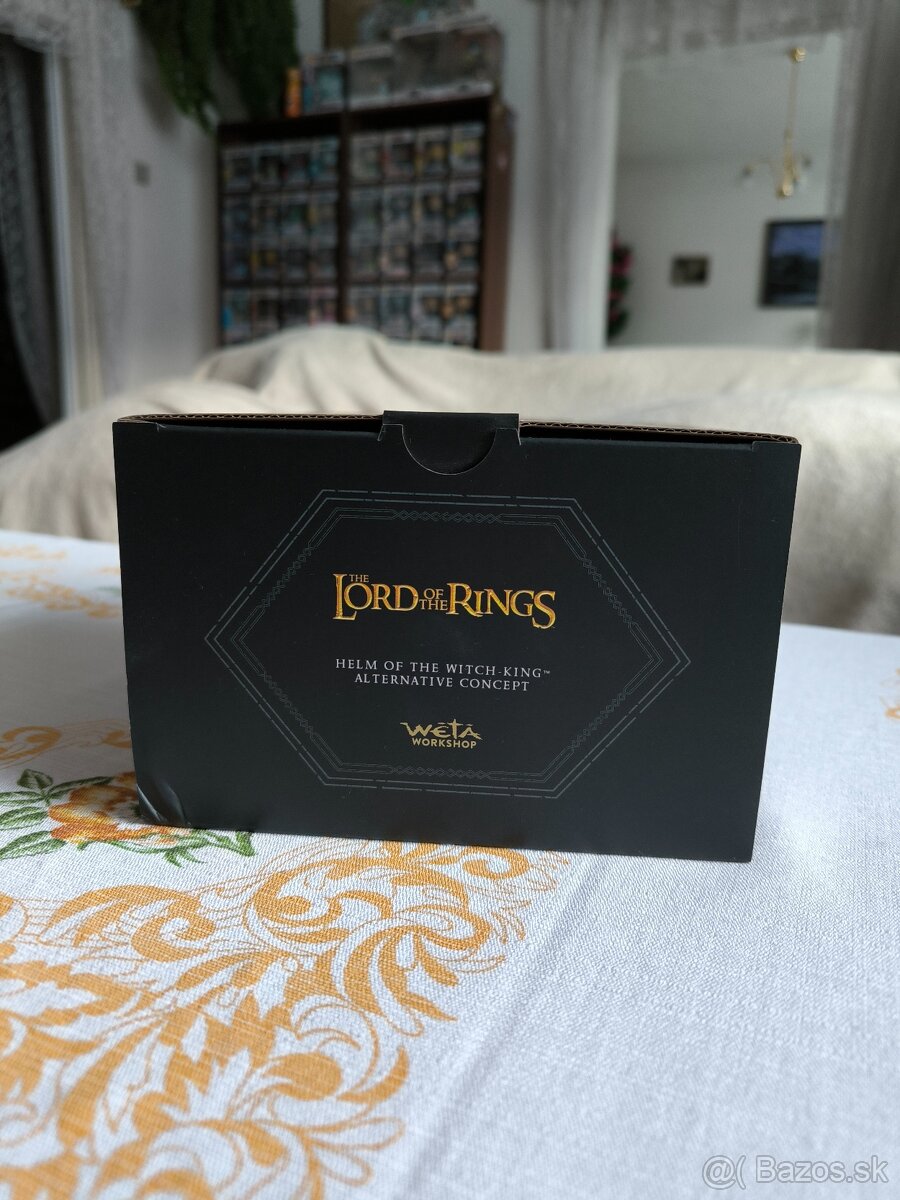 THE LORD OF THE RINGS
HELM OF THE WITCH-KING™
ALTERNATIVE CONCEPT
WĒTĀ
WORKSHOP
@( Bazos.sk